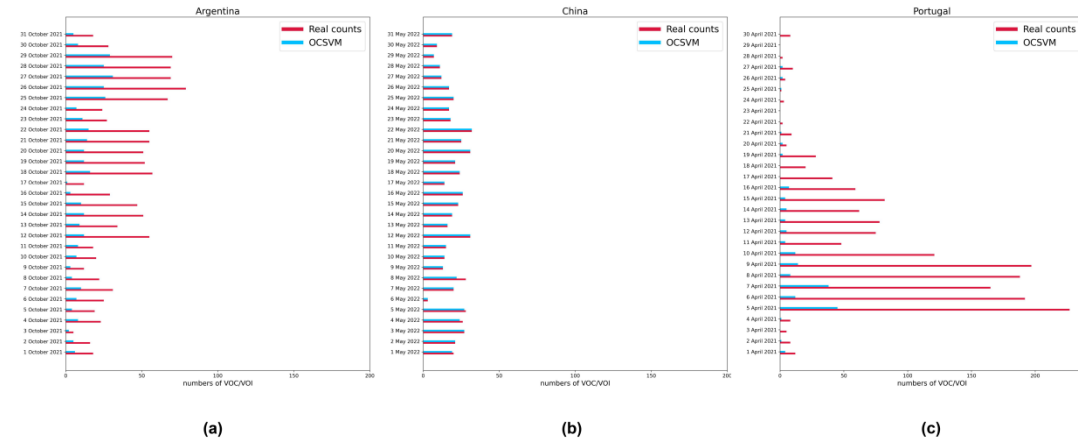 Argentina
Real counts
OCSVM
31 October 2021
30 October 2021
29 October 2021
28 October 2021
27 October 2021
26 October 2021
25 October 2021
24 October 2021
23 October 2021
22 October 2021
21 October 2021
20 October 2021
19 October 2021
18 October 2021
17 October 2021
16 October 2021
15 October 2021
14 October 2021
13 October 2021
12 October 2021
11 October 2021
10 October 2021
9 October 2021
8 October 2021
7 October 2021
6 October 2021
5 October 2021
4 October 2021
3 October 2021
2 October 2021
1 October 2021
0 50 100 150 200
numbers of VOC/VOI
(a)
China
Real counts
OCSVM
31 May 2022
30 May 2022
29 May 2022
28 May 2022
27 May 2022
26 May 2022
25 May 2022
24 May 2022
23 May 2022
22 May 2022
21 May 2022
20 May 2022
19 May 2022
18 May 2022
17 May 2022
16 May 2022
15 May 2022
14 May 2022
13 May 2022
12 May 2022
11 May 2022
10 May 2022
9 May 2022
8 May 2022
7 May 2022
6 May 2022
5 May 2022
4 May 2022
3 May 2022
2 May 2022
1 May 2022
0 50 100 150 200
numbers of VOC/VOI
(b)
Portugal
Real counts
OCSVM
30 April 2021
29 April 2021
28 April 2021
27 April 2021
26 April 2021
25 April 2021
24 April 2021
23 April 2021
22 April 2021
21 April 2021
20 April 2021
19 April 2021
18 April 2021
17 April 2021
16 April 2021
15 April 2021
14 April 2021
13 April 2021
12 April 2021
11 April 2021
10 April 2021
9 April 2021
8 April 2021
7 April 2021
6 April 2021
5 April 2021
4 April 2021
3 April 2021
2 April 2021
1 April 2021
0 50 100 150 200
numbers of VOC/VOI
(c)